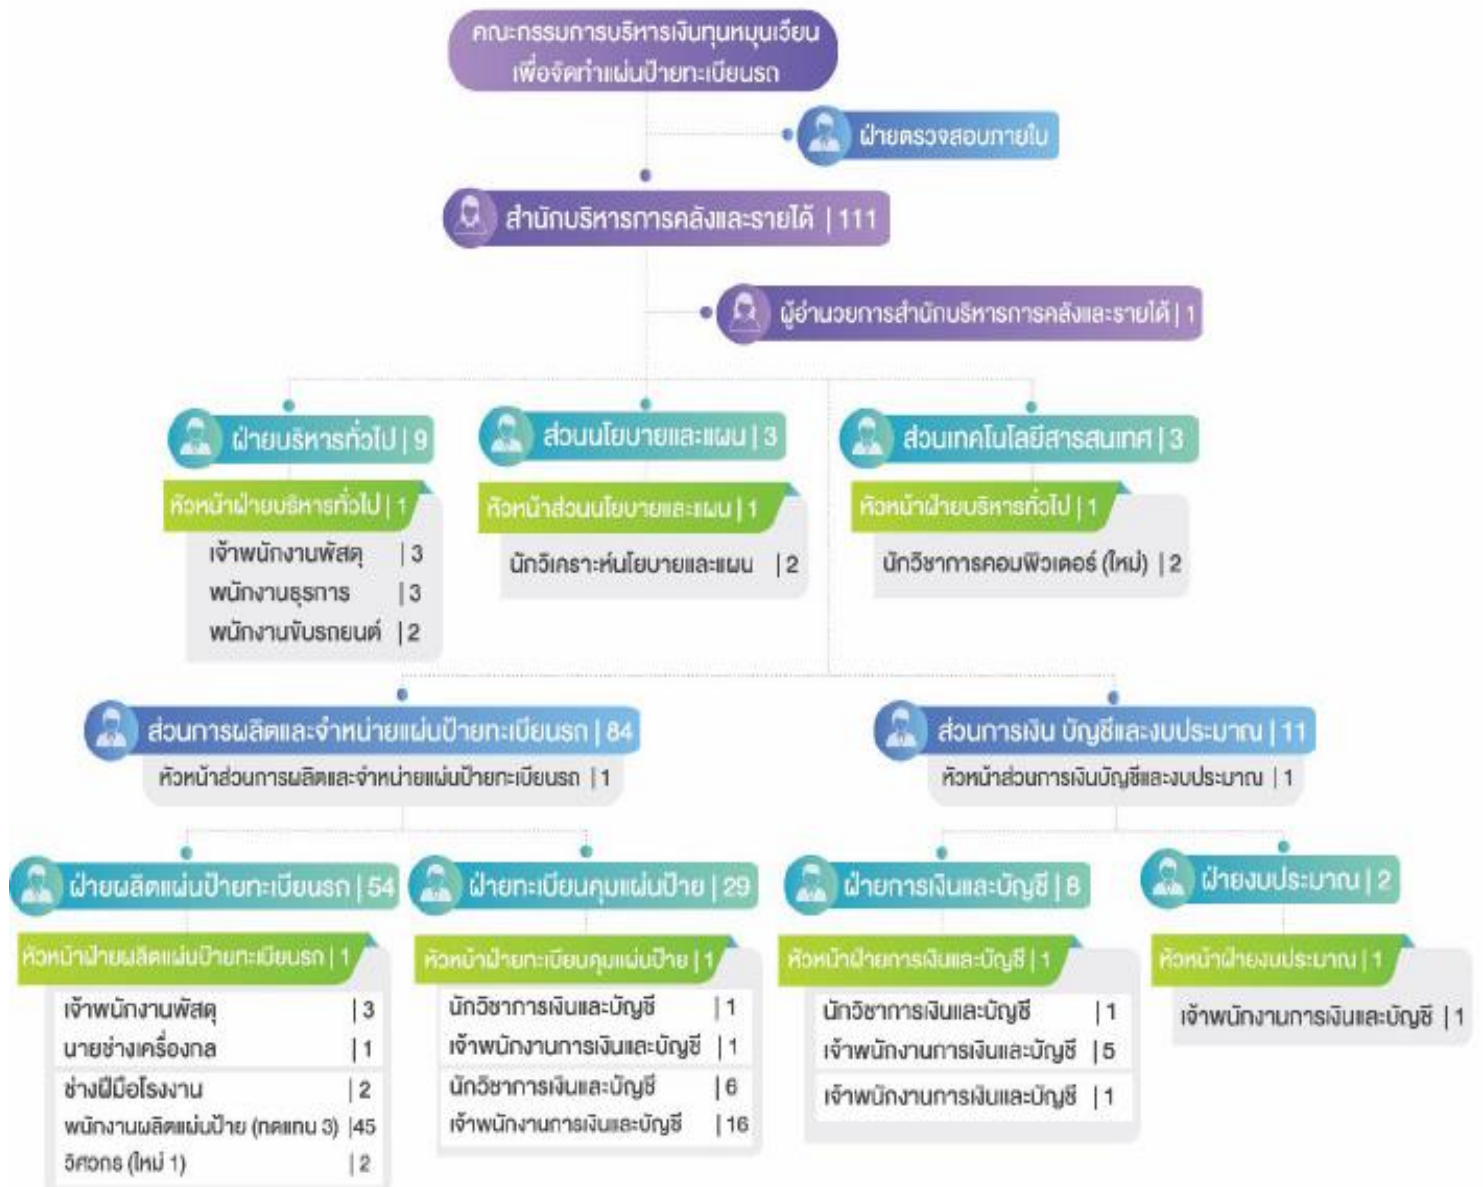 คณะกรรมการบริหารเงินทุนหมุนเวียน
เพื่อจัดทำแผ่นป้ายทะเบียนรถ
ฝ่ายตรวจสอบภายใน
สำนักบริหารการคลังและรายได้ | 111
ผู้อำนวยการสำนักบริหารการคลังและรายได้ | 1
ฝ่ายบริหารทั่วไป | 9
หัวหน้าฝ่ายบริหารทั่วไป | 1
เจ้าพนักงานพัสดุ | 3
พนักงานธุรการ | 3
พนักงานขับรถยนต์ | 2
ส่วนนโยบายและแผน | 3
หัวหน้าส่วนนโยบายและแผน | 1
นักวิเคราะห์นโยบายและแผน | 2
ส่วนเทคโนโลยีสารสนเทศ | 3
หัวหน้าฝ่ายบริหารทั่วไป | 1
นักวิชาการคอมพิวเตอร์ (ใหม่) | 2
ส่วนการผลิตและจำหน่ายแผ่นป้ายทะเบียนรถ | 84
หัวหน้าส่วนการผลิตและจำหน่ายแผ่นป้ายทะเบียนรถ | 1
ส่วนการเงิน บัญชีและงบประมาณ | 11
หัวหน้าส่วนการเงินบัญชีและงบประมาณ | 1
ฝ่ายผลิตแผ่นป้ายทะเบียนรถ | 54
หัวหน้าฝ่ายผลิตแผ่นป้ายทะเบียนรถ | 1
เจ้าพนักงานพัสดุ | 3
นายช่างเครื่องกล | 1
ช่างฝีมือโรงงาน | 2
พนักงานผลิตแผ่นป้าย (ทดแทน 3) | 45
วิศวกร (ใหม่ 1) | 2
ฝ่ายทะเบียนคุมแผ่นป้าย | 29
หัวหน้าฝ่ายทะเบียนคุมแผ่นป้าย | 1
นักวิชาการเงินและบัญชี | 1
เจ้าพนักงานการเงินและบัญชี | 1
นักวิชาการเงินและบัญชี | 6
เจ้าพนักงานการเงินและบัญชี | 16
ฝ่ายการเงินและบัญชี | 8
หัวหน้าฝ่ายการเงินและบัญชี | 1
นักวิชาการเงินและบัญชี | 1
เจ้าพนักงานการเงินและบัญชี | 5
เจ้าพนักงานการเงินและบัญชี | 1
ฝ่ายงบประมาณ | 2
หัวหน้าฝ่ายงบประมาณ | 1
เจ้าพนักงานการเงินและบัญชี | 1